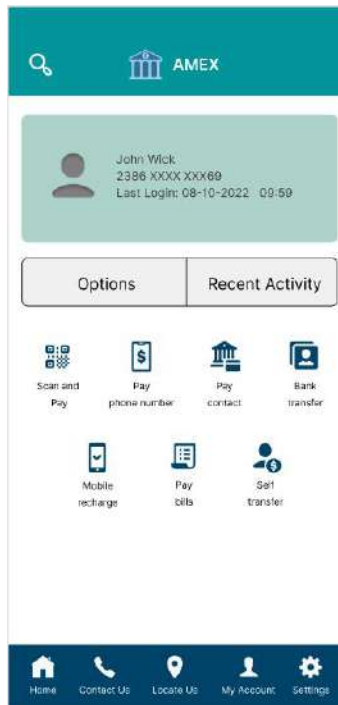 AMEX
John Wick
2386 XXXX XXX69
Last Login: 08-10-2022 09:59
Options Recent Activity
Scan and Pay Pay Bank
Pay phone number contact transfer
Mobile Pay Self
recharge bills transfer
Home Contact Us Locate Us My Account Settings